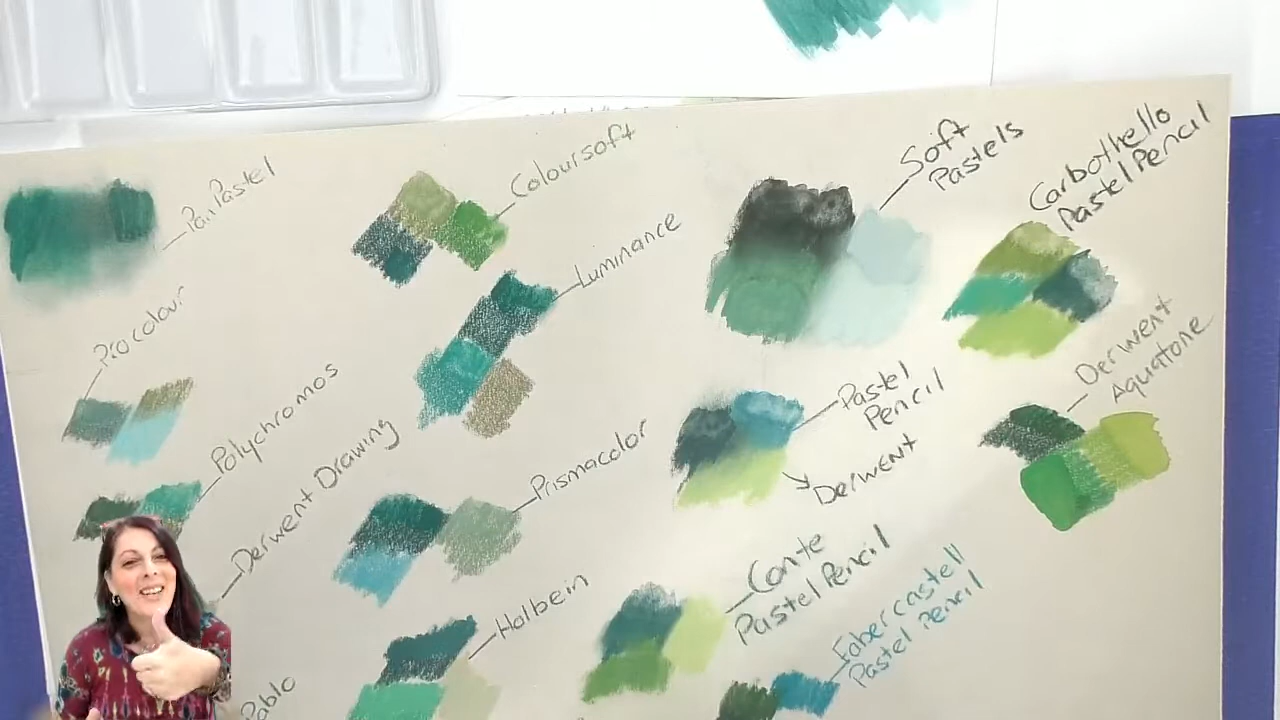 PanPastel
Coloursoft
Soft
Pastels
Carbothello
Pastel Pencil
Procolour
Luminance
Polychromos
Derwent Drawing
Prismacolor
Pastel
Pencil
Derwent
Derwent
Aquatone
Holbein
Conte
Pastel Pencil
Faber castell
Pastel Pencil
Pablo